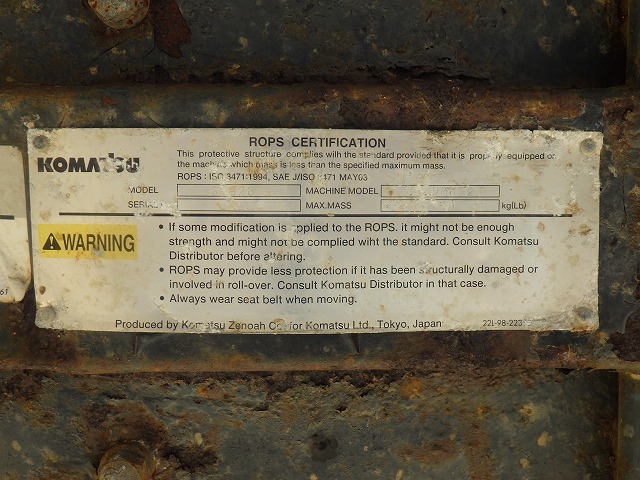 ROPS CERTIFICATION
KOMATSU
This protective structure complies with the standard provided that it is properly equipped on
the machine which mass is less than the specified maximum mass.
ROPS : ISO 3471:1994, SAE J/ISO 3471 MAY03
MODEL MACHINE MODEL
SERIAL MAX.MASS kg(Lb)
WARNING
• If some modification is applied to the ROPS. it might not be enough
strength and might not be complied wiht the standard. Consult Komatsu
Distributor before altering.
• ROPS may provide less protection if it has been structurally damaged or
involved in roll-over. Consult Komatsu Distributor in that case.
• Always wear seat belt when moving.
Produced by Komatsu Zenoah Co. for Komatsu Ltd., Tokyo, Japan 22L-98-223
61